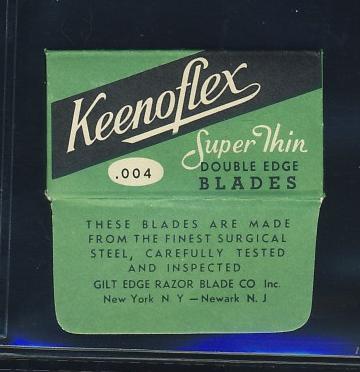 Keenoflex
Super Thin
.004
DOUBLE EDGE
BLADES
THESE BLADES ARE MADE
FROM THE FINEST SURGICAL
STEEL, CAREFULLY TESTED
AND INSPECTED
GILT EDGE RAZOR BLADE CO Inc.
New York N Y — Newark N. J